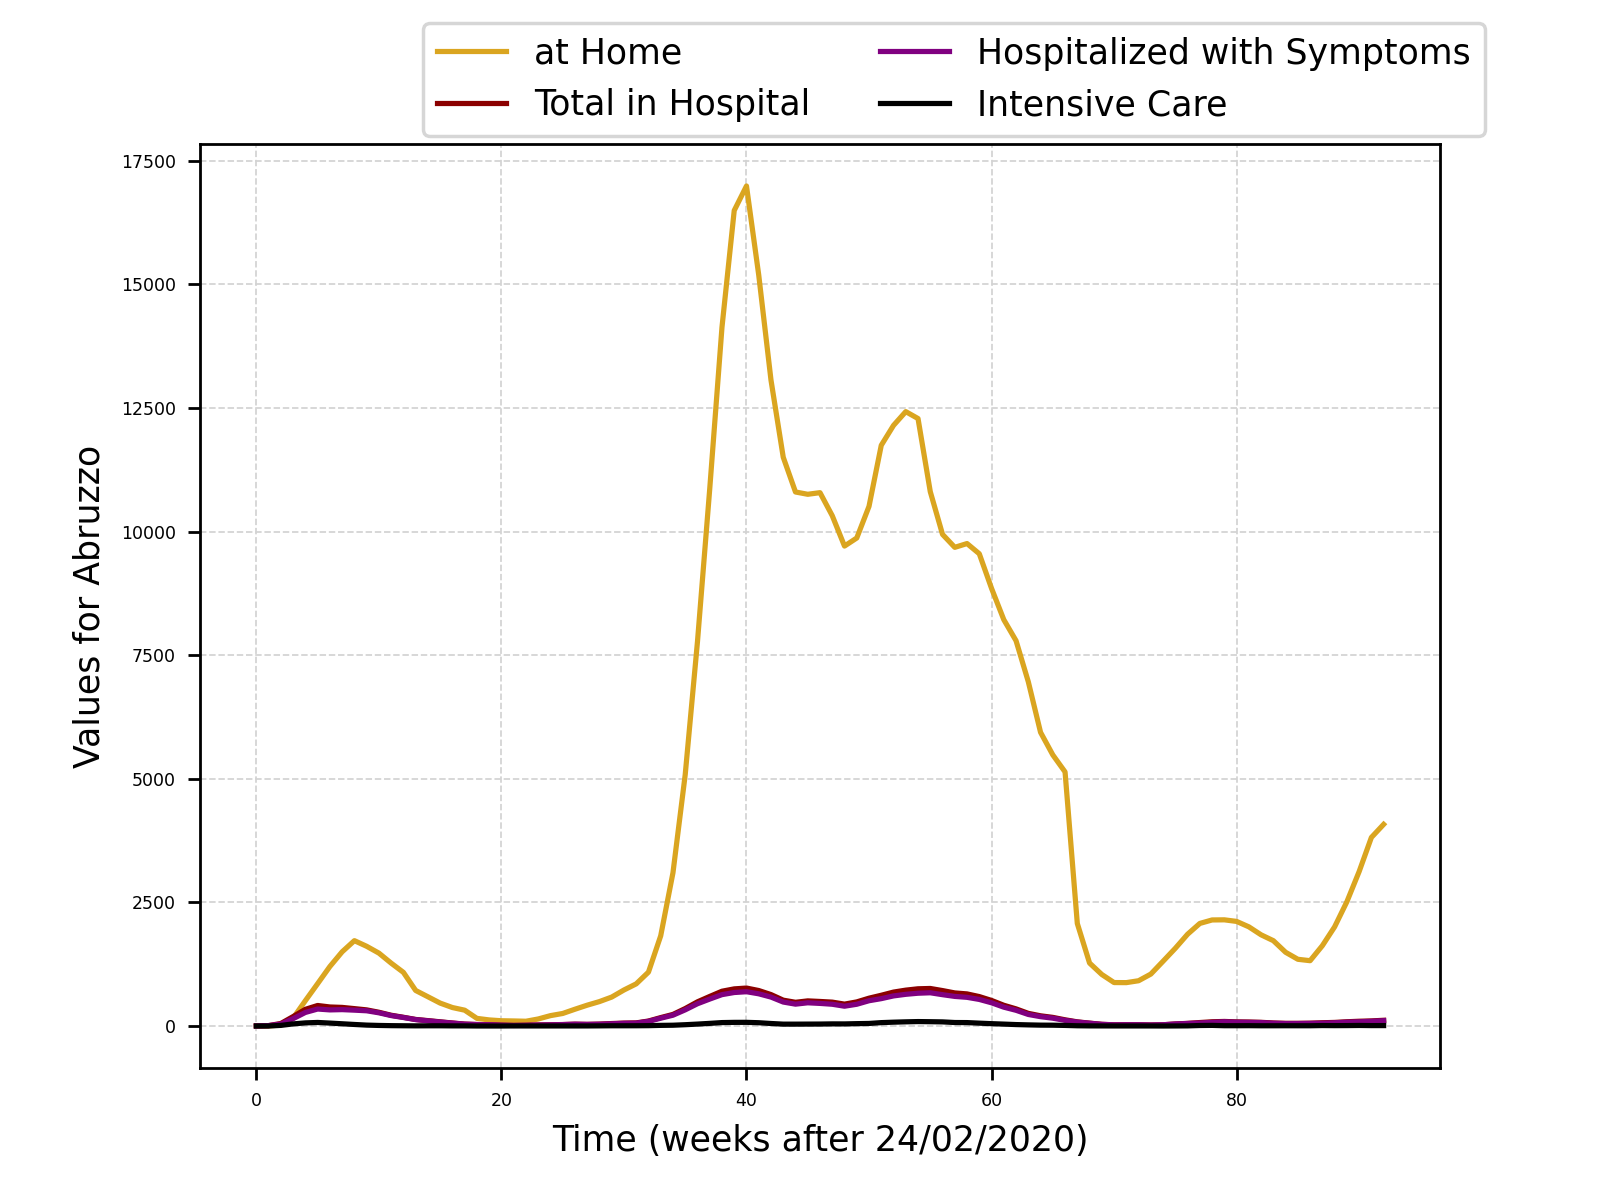 at Home
Total in Hospital
Hospitalized with Symptoms
Intensive Care
17500
15000
12500
10000
7500
5000
2500
0
Values for Abruzzo
0 20 40 60 80
Time (weeks after 24/02/2020)